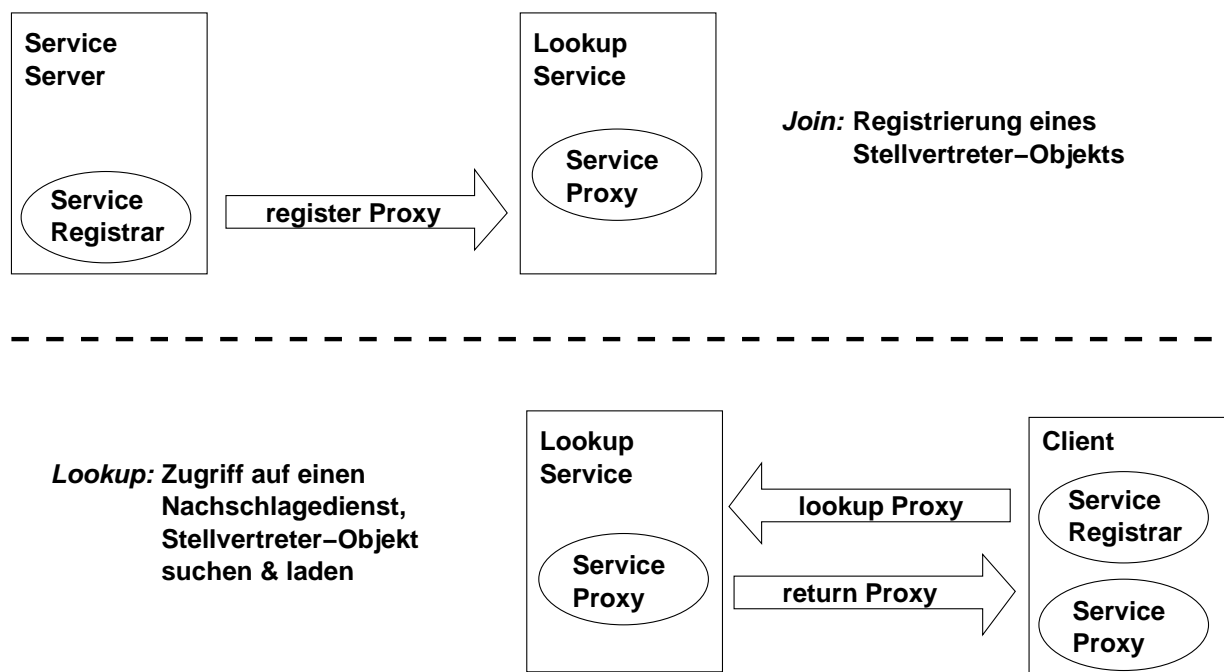 Service
Server
Service
Registrar
register Proxy
Lookup
Service
Service
Proxy
Join: Registrierung eines
Stellvertreter−Objekts
Lookup: Zugriff auf einen
Nachschlagedienst,
Stellvertreter−Objekt
suchen & laden
Lookup
Service
Service
Proxy
lookup Proxy
return Proxy
Client
Service
Registrar
Service
Proxy